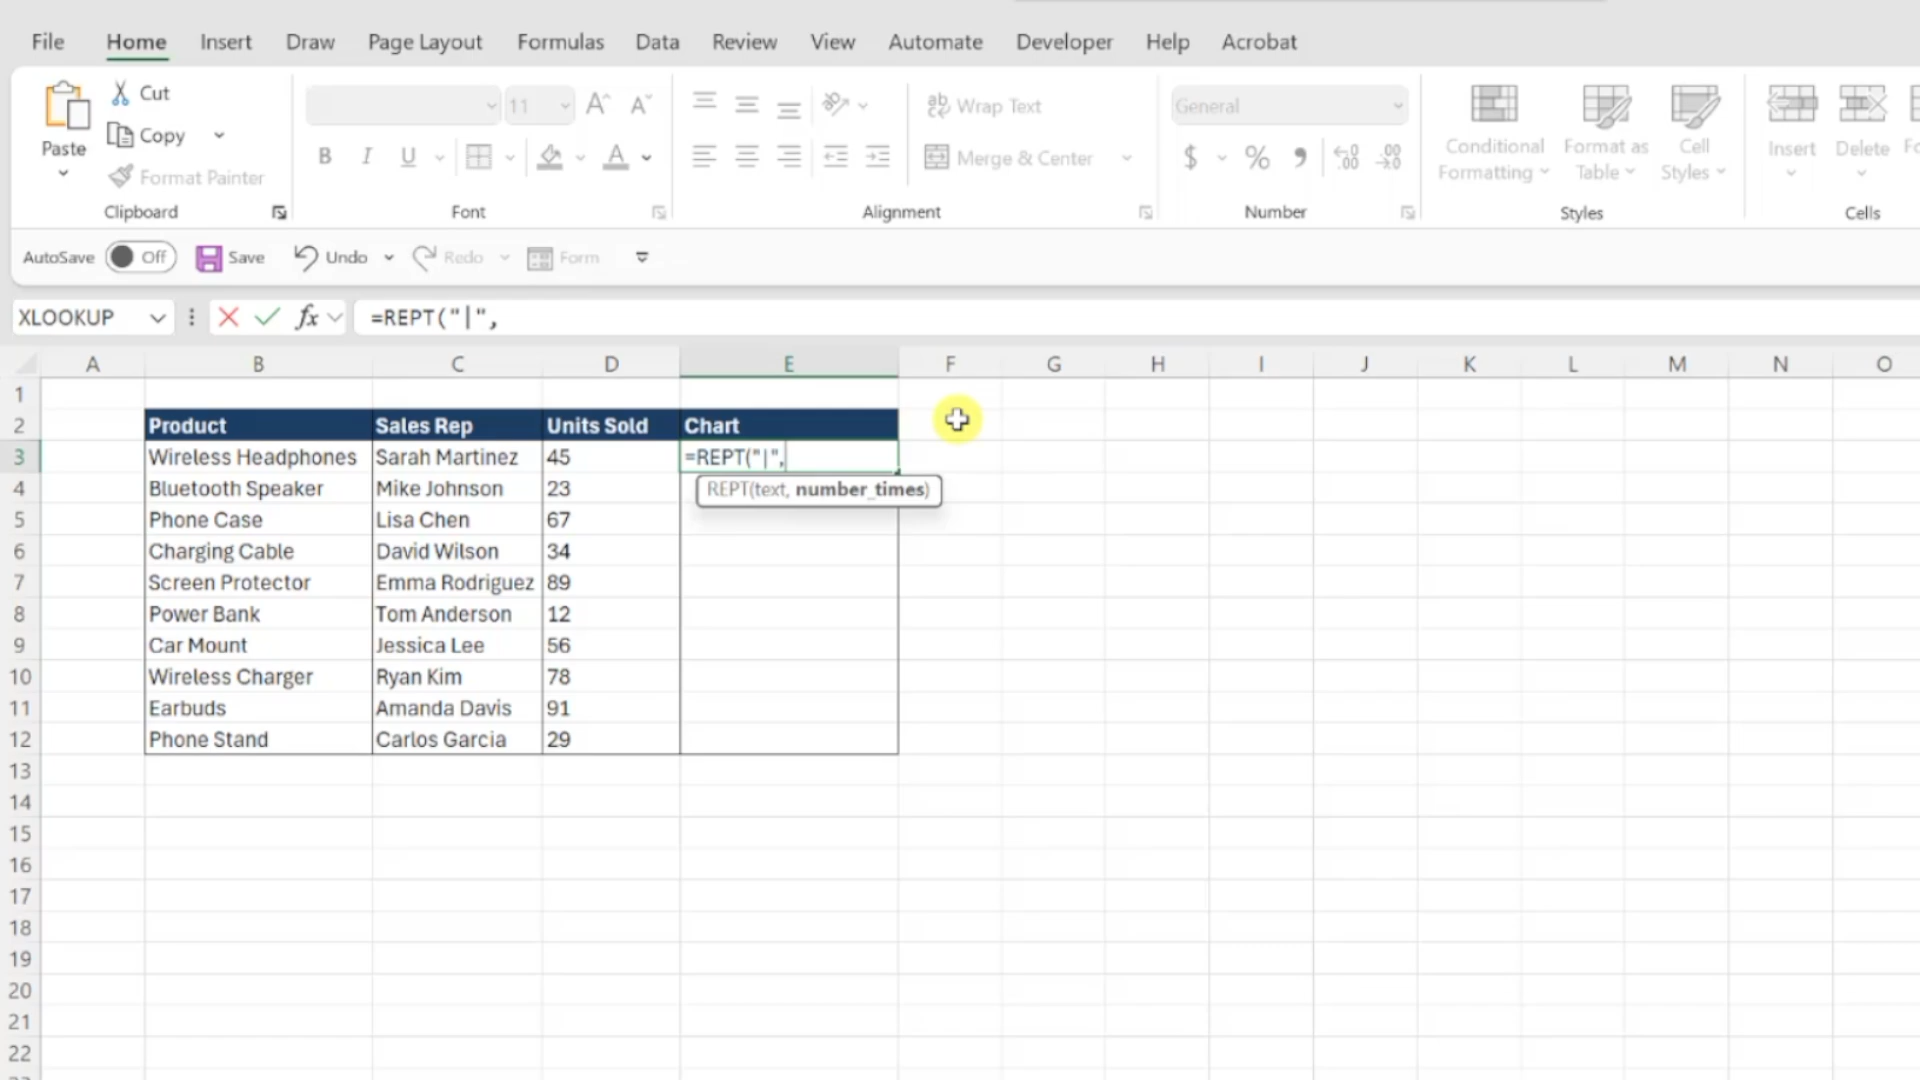 File Home Insert Draw Page Layout Formulas Data Review View Automate Developer Help Acrobat
Paste
Cut
Copy
Format Painter
Clipboard
11
Font
Wrap Text
Merge & Center
Alignment
General
Number
Conditional Formatting
Format as Table
Cell Styles
Styles
Insert
Delete
Cells
AutoSave Off Save Undo Redo Form
XLOOKUP =REPT("|",
A B C D E F G H I J K L M N O
1
2 Product Sales Rep Units Sold Chart
3 Wireless Headphones Sarah Martinez 45 =REPT("|",
REPT(text, number_times)
4 Bluetooth Speaker Mike Johnson 23
5 Phone Case Lisa Chen 67
6 Charging Cable David Wilson 34
7 Screen Protector Emma Rodriguez 89
8 Power Bank Tom Anderson 12
9 Car Mount Jessica Lee 56
10 Wireless Charger Ryan Kim 78
11 Earbuds Amanda Davis 91
12 Phone Stand Carlos Garcia 29
13
14
15
16
17
18
19
20
21
22